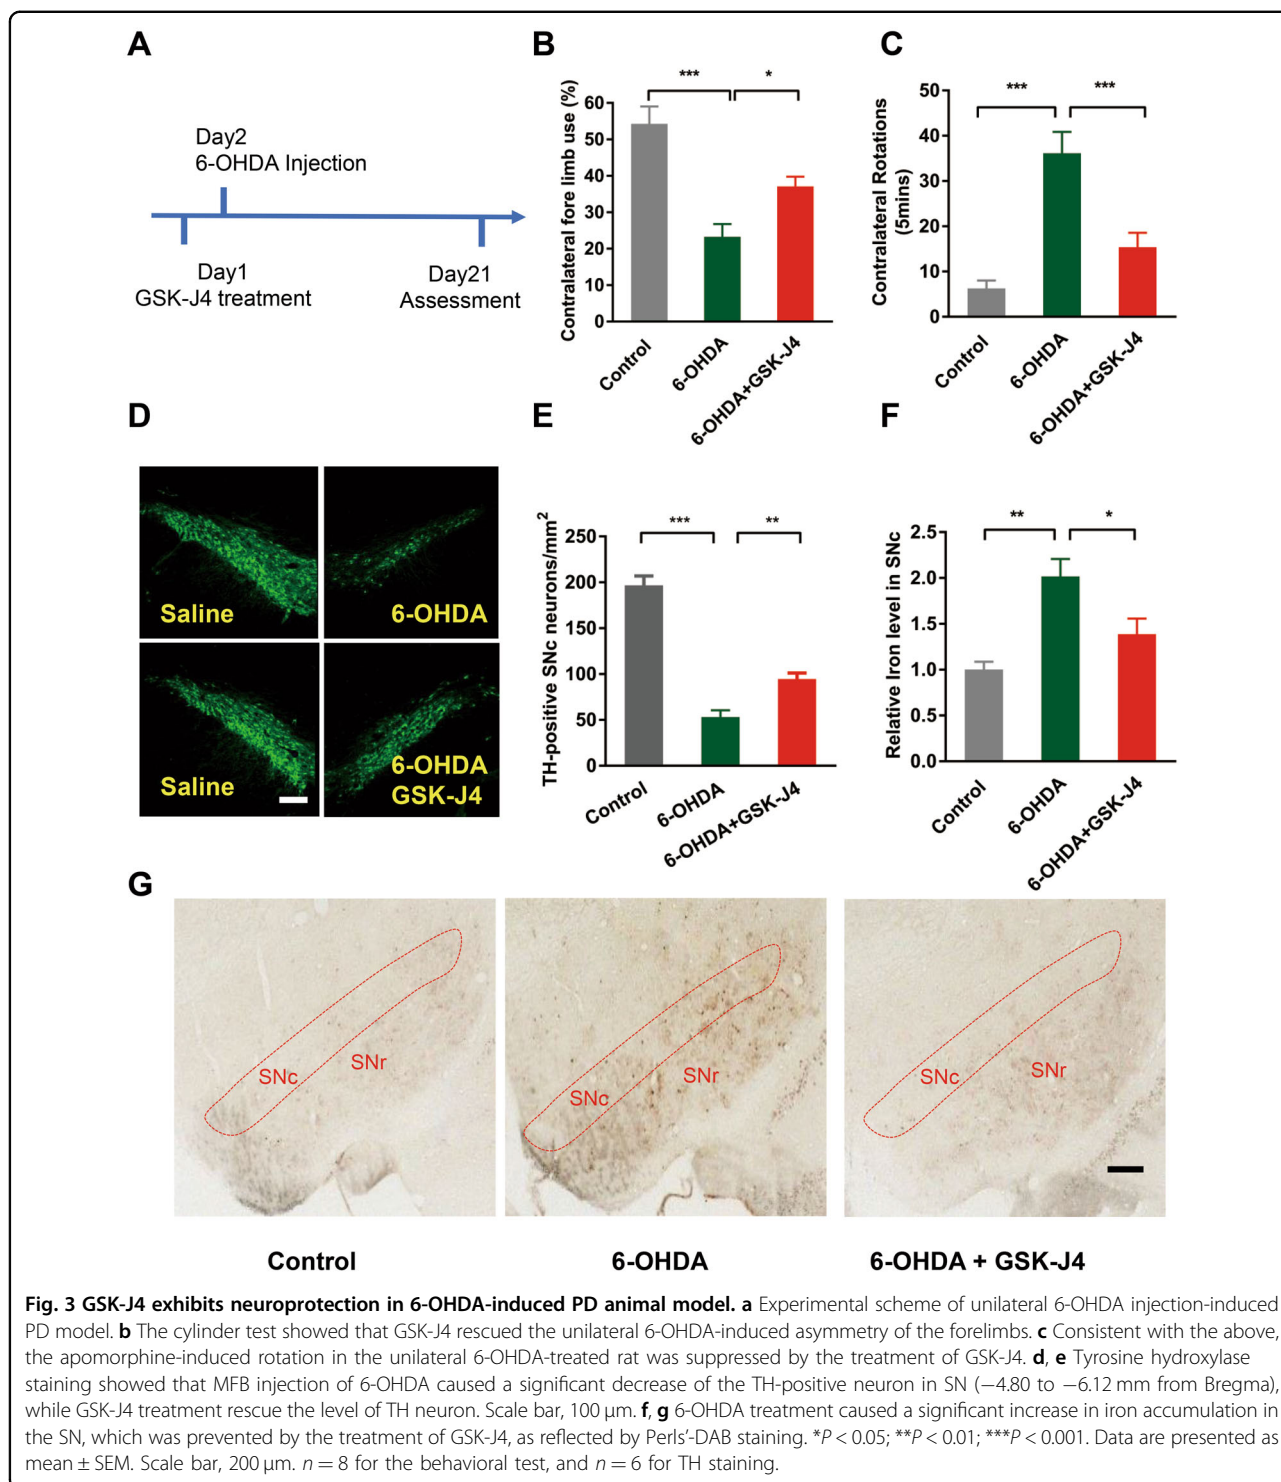 A
Day2
6-OHDA Injection
Day1
GSK-J4 treatment
Day21
Assessment
B
Contralateral fore limb use (%)
60
50
40
30
20
10
0
***
*
Control
6-OHDA
6-OHDA+GSK-J4
C
Contralateral Rotations
(5mins)
50
40
30
20
10
0
***
***
Control
6-OHDA
6-OHDA+GSK-J4
D
Saline
6-OHDA
Saline
6-OHDA
GSK-J4
E
TH-positive SNc neurons/mm²
250
200
150
100
50
0
***
**
Control
6-OHDA
6-OHDA+GSK-J4
F
Relative Iron level in SNc
2.5
2.0
1.5
1.0
0.5
0.0
**
*
Control
6-OHDA
6-OHDA+GSK-J4
G
SNc
SNr
SNc
SNr
SNc
SNr
Control
6-OHDA
6-OHDA + GSK-J4
Fig. 3 GSK-J4 exhibits neuroprotection in 6-OHDA-induced PD animal model. a Experimental scheme of unilateral 6-OHDA injection-induced
PD model. b The cylinder test showed that GSK-J4 rescued the unilateral 6-OHDA-induced asymmetry of the forelimbs. c Consistent with the above,
the apomorphine-induced rotation in the unilateral 6-OHDA-treated rat was suppressed by the treatment of GSK-J4. d, e Tyrosine hydroxylase
staining showed that MFB injection of 6-OHDA caused a significant decrease of the TH-positive neuron in SN (−4.80 to −6.12 mm from Bregma),
while GSK-J4 treatment rescue the level of TH neuron. Scale bar, 100 μm. f, g 6-OHDA treatment caused a significant increase in iron accumulation in
the SN, which was prevented by the treatment of GSK-J4, as reflected by Perls'-DAB staining. *P < 0.05; **P < 0.01; ***P < 0.001. Data are presented as
mean ± SEM. Scale bar, 200 μm. n = 8 for the behavioral test, and n = 6 for TH staining.